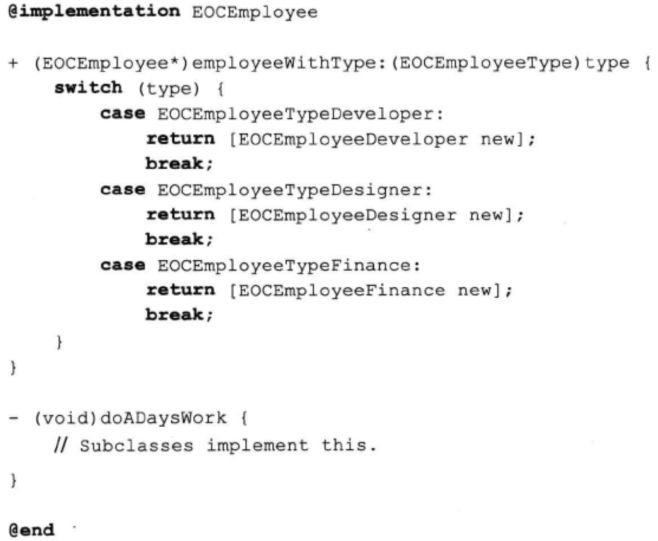 @implementation EOCEmployee
+ (EOCEmployee*)employeeWithType:(EOCEmployeeType)type {
switch (type) {
case EOCEmployeeTypeDeveloper:
return [EOCEmployeeDeveloper new];
break;
case EOCEmployeeTypeDesigner:
return [EOCEmployeeDesigner new];
break;
case EOCEmployeeTypeFinance:
return [EOCEmployeeFinance new];
break;
}
}
- (void)doADaysWork {
// Subclasses implement this.
}
@end